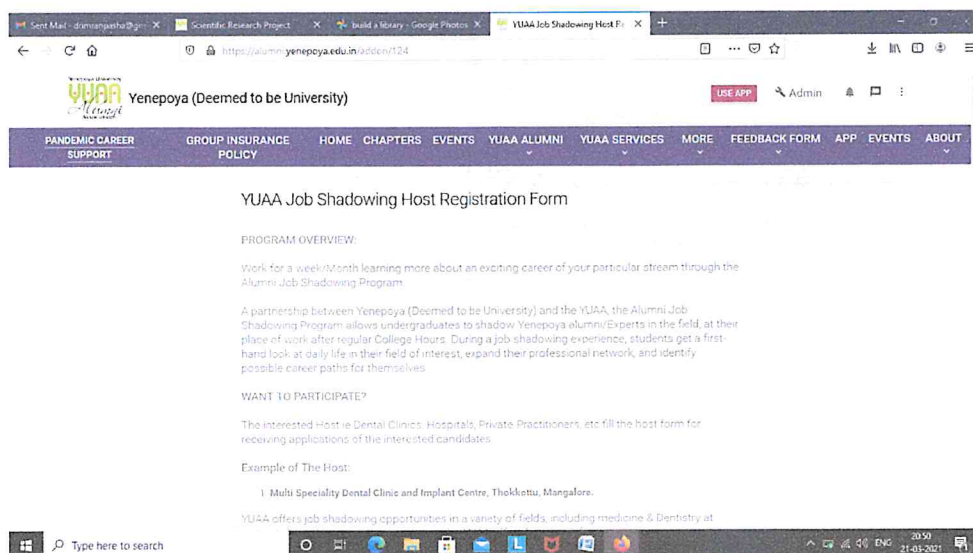 Sent Mail - drimranpasha@gm
Scientific Research Project
build a library - Google Photos
YUAA Job Shadowing Host Re
https://alumni.yenepoya.edu.in/addon/124
YUAA
Alumni
Yenepoya (Deemed to be University)
USE APP
Admin
PANDEMIC CAREER SUPPORT
GROUP INSURANCE POLICY
HOME CHAPTERS EVENTS YUAA ALUMNI YUAA SERVICES MORE FEEDBACK FORM APP EVENTS ABOUT
YUAA Job Shadowing Host Registration Form
PROGRAM OVERVIEW:
Work for a week/Month learning more about an exciting career of your particular stream through the
Alumni Job Shadowing Program.
A partnership between Yenepoya (Deemed to be University) and the YUAA, the Alumni Job
Shadowing Program allows undergraduates to shadow Yenepoya alumni/Experts in the field, at their
place of work after regular College Hours. During a job shadowing experience, students get a first-
hand look at daily life in their field of interest, expand their professional network, and identify
possible career paths for themselves.
WANT TO PARTICIPATE?
The interested Host ie Dental Clinics, Hospitals, Private Practitioners, etc fill the host form for
receiving applications of the interested candidates.
Example of The Host:
1. Multi Speciality Dental Clinic and Implant Centre, Thokkottu, Mangalore.
YUAA offers job shadowing opportunities in a variety of fields, including medicine & Dentistry at
Type here to search
ENG
20:50
21-03-2021